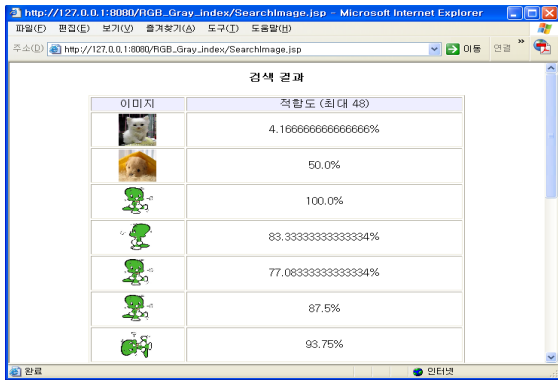 http://127.0.0.1:8080/RGB_Gray_index/SearchImage.jsp - Microsoft Internet Explorer
파일(F) 편집(E) 보기(V) 즐겨찾기(A) 도구(T) 도움말(H)
주소(D) http://127.0.0.1:8080/RGB_Gray_index/SearchImage.jsp 이동 연결 »
검색 결과
이미지 적합도 (최대 48)
4.166666666666666%
50.0%
100.0%
83.33333333333334%
77.08333333333334%
87.5%
93.75%
완료 인터넷